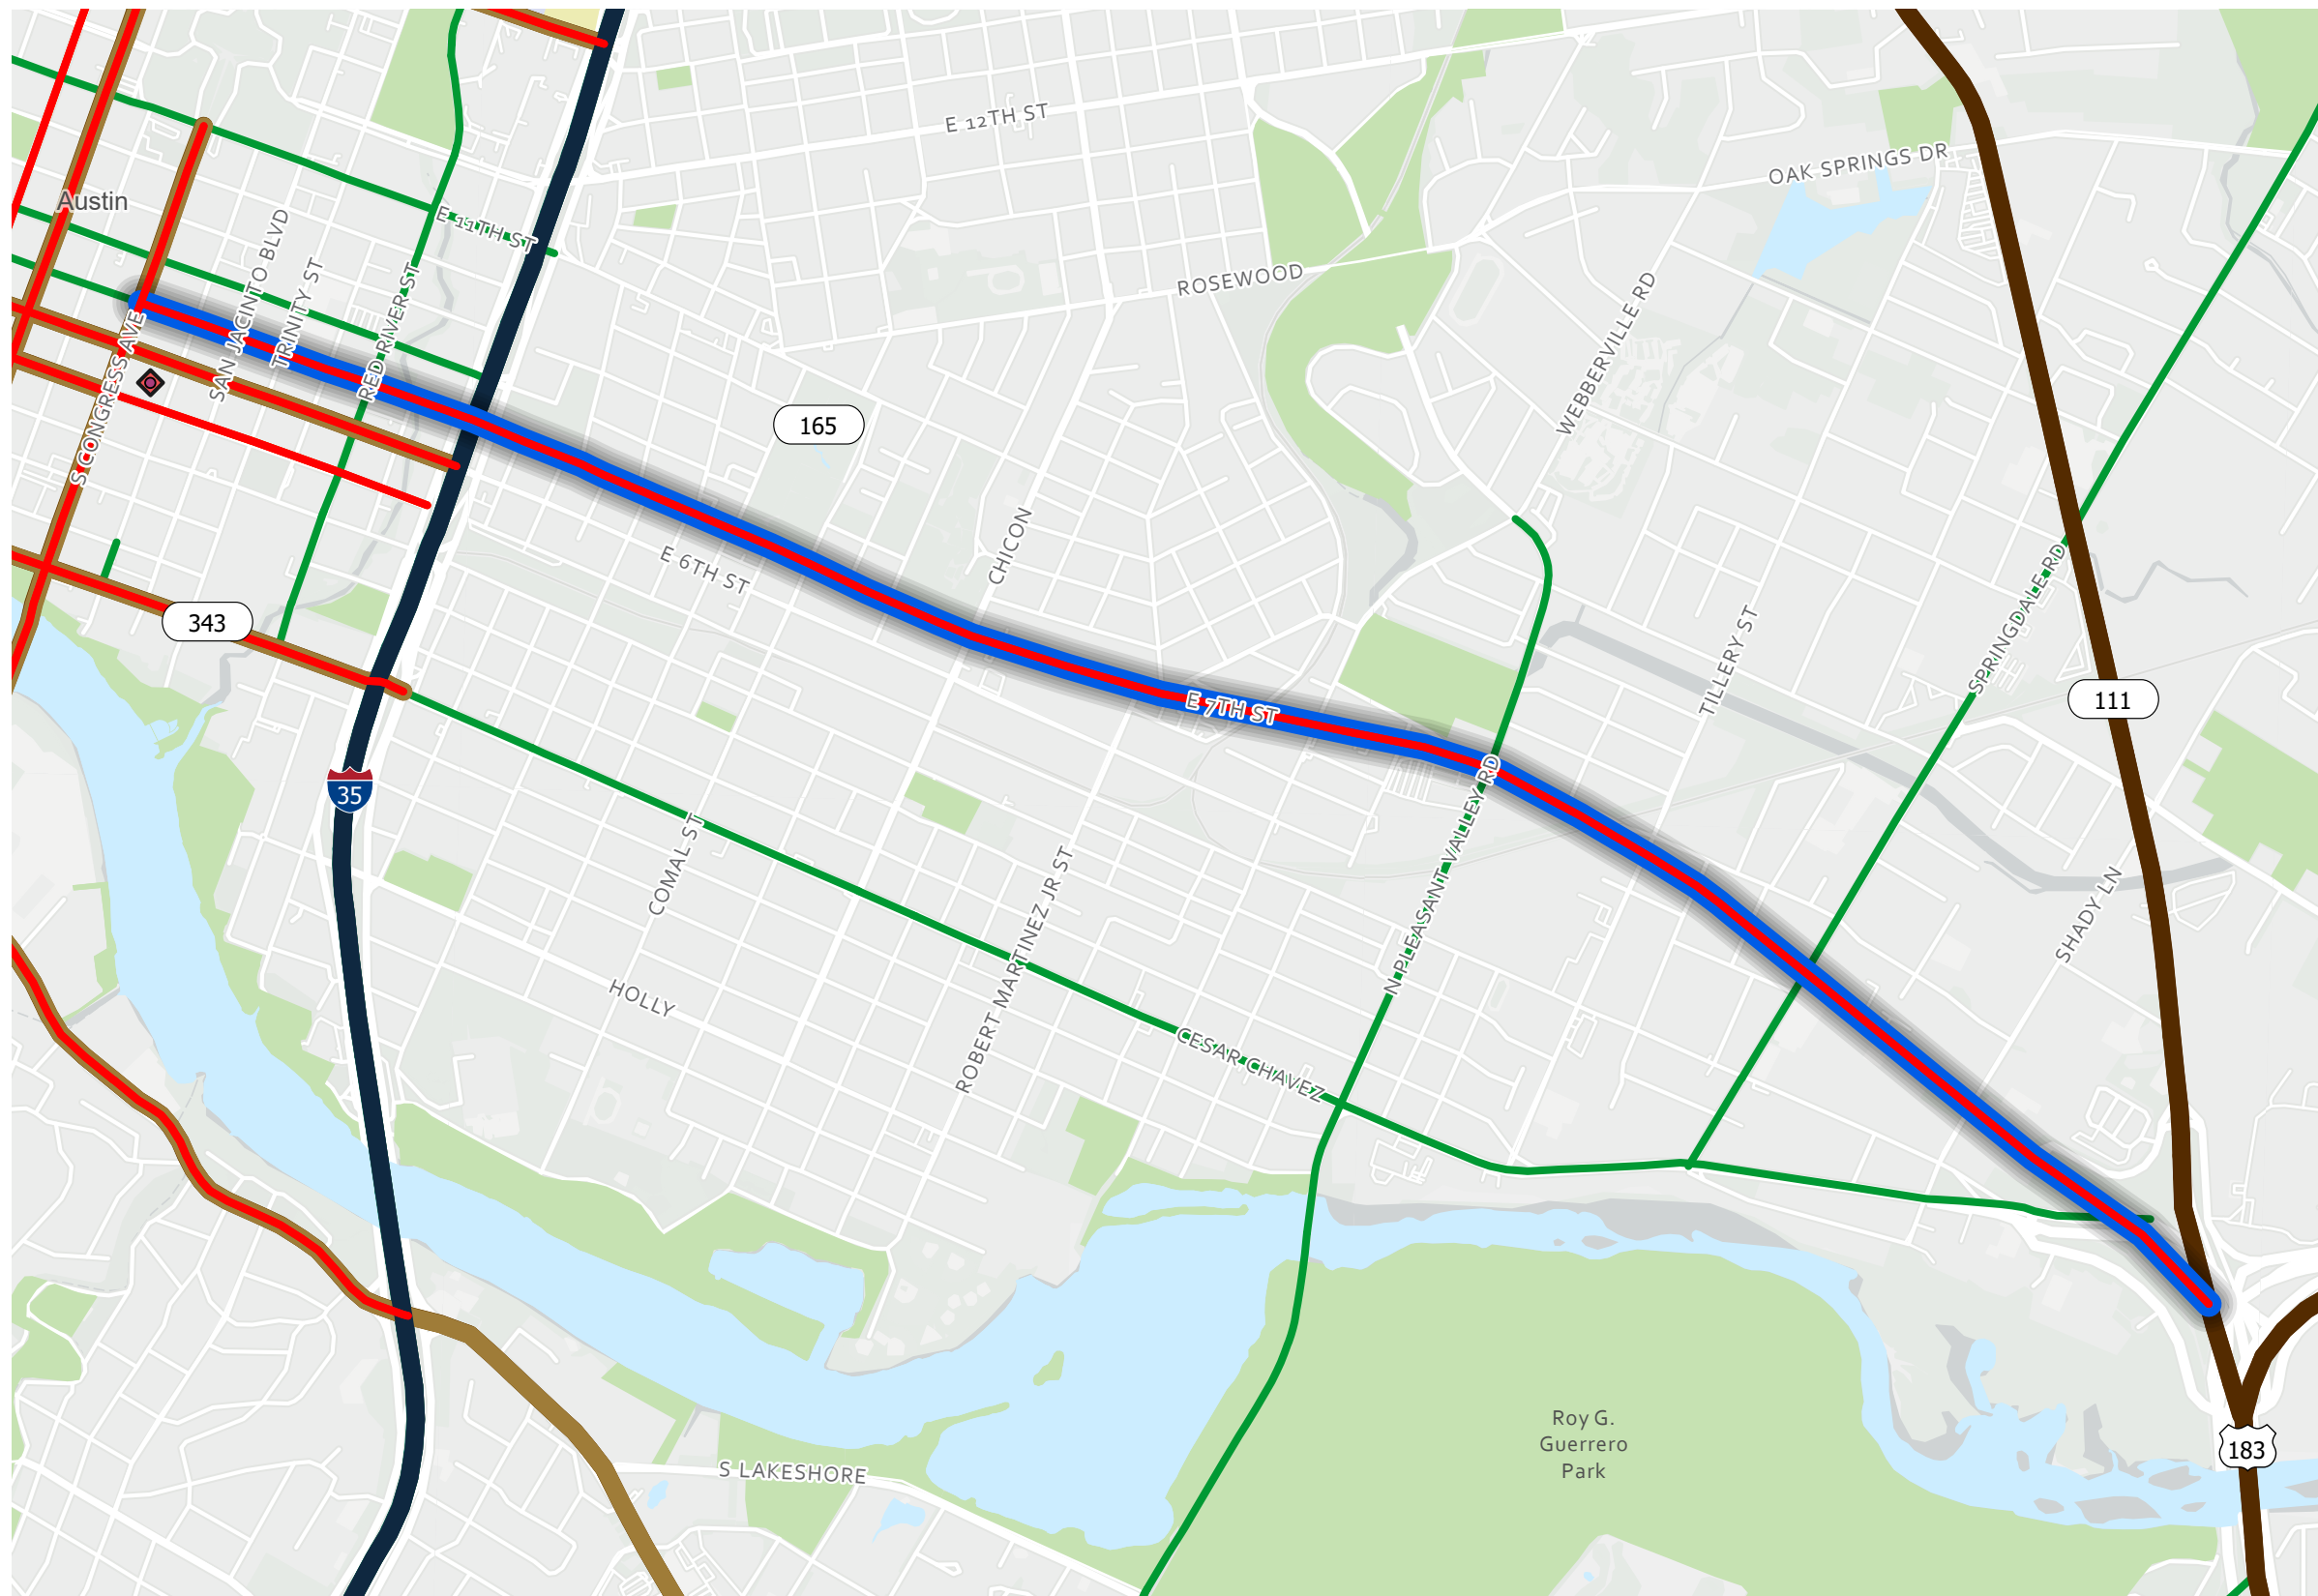 E 12TH ST
OAK SPRINGS DR
Austin
E 11TH ST
SAN JACINTO BLVD
TRINITY ST
RED RIVER ST
ROSEWOOD
WEBBERVILLE RD
S CONGRESS AVE
165
CHICON
E 6TH ST
343
TILLERY ST
SPRINGDALE RD
111
E 7TH ST
35
N PLEASANT VALLEY RD
COMAL ST
ROBERT MARTINEZ JR ST
SHADY LN
HOLLY
CESAR CHAVEZ
Roy G.
Guerrero
Park
183
S LAKESHORE